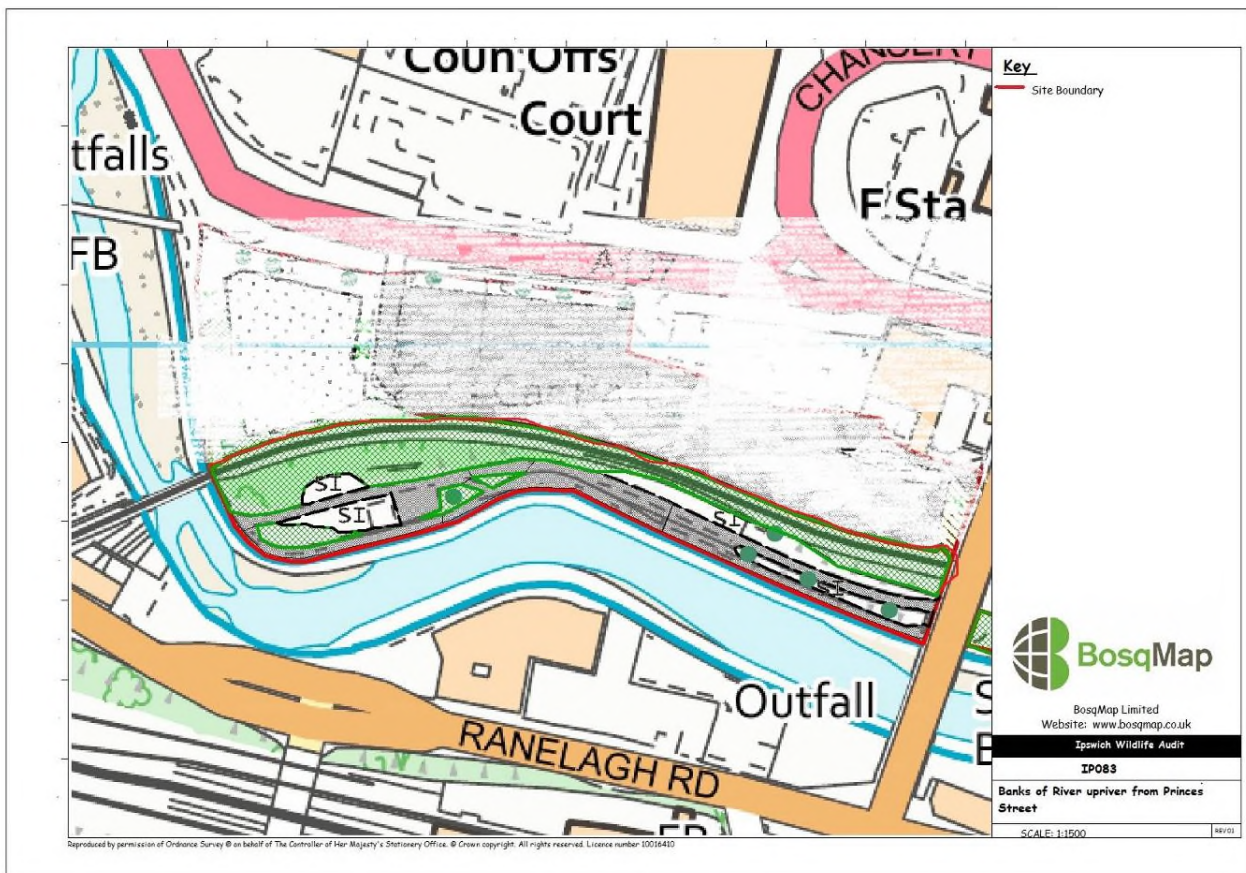 Coun Offs
Court
CHANCERY
tfalls
F Sta
FB
SI
SI
SI
SI
Outfall
RANELAGH RD
Key
Site Boundary
BosqMap
BosqMap Limited
Website: www.bosqmap.co.uk
Ipswich Wildlife Audit
IP083
Banks of River upriver from Princes
Street
SCALE: 1:1500
REV01
Reproduced by permission of Ordnance Survey © on behalf of The Controller of Her Majesty's Stationery Office. © Crown copyright. All rights reserved. Licence number 10016410